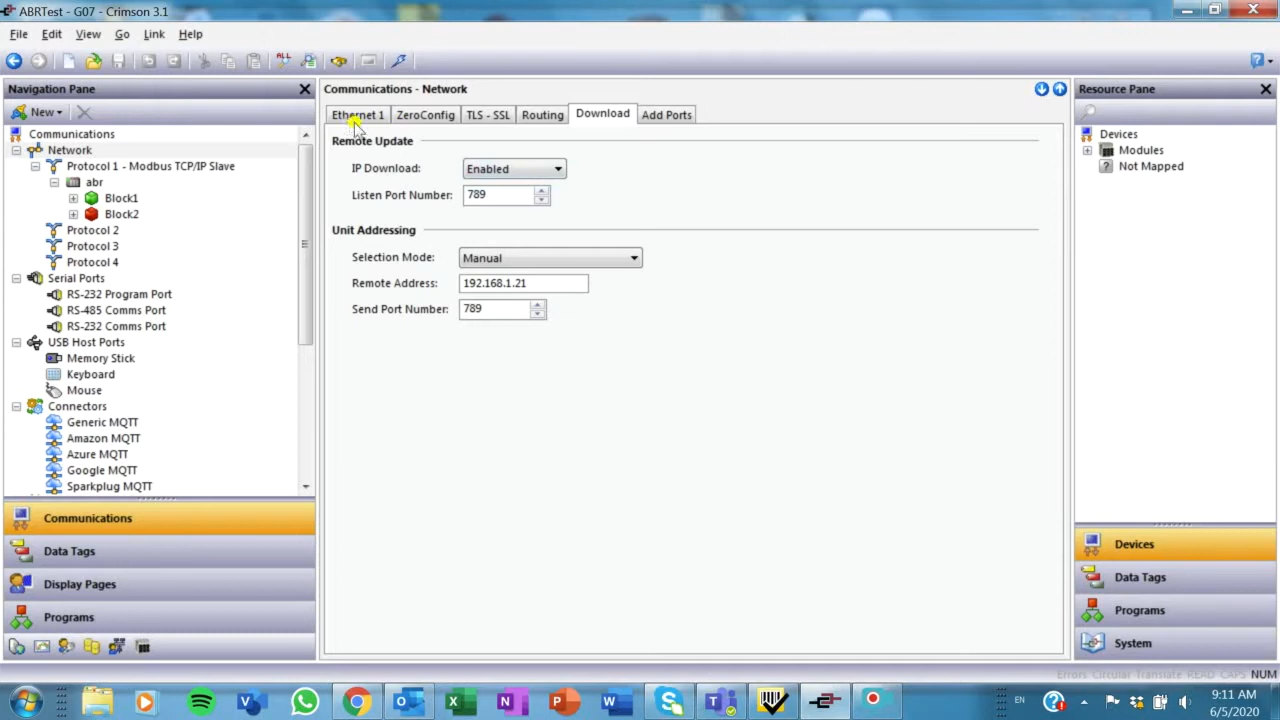 ABRTest - G07 - Crimson 3.1
File Edit View Go Link Help
ALL
Navigation Pane
New
Communications
Network
Protocol 1 - Modbus TCP/IP Slave
abr
Block1
Block2
Protocol 2
Protocol 3
Protocol 4
Serial Ports
RS-232 Program Port
RS-485 Comms Port
RS-232 Comms Port
USB Host Ports
Memory Stick
Keyboard
Mouse
Connectors
Generic MQTT
Amazon MQTT
Azure MQTT
Google MQTT
Sparkplug MQTT
Communications
Data Tags
Display Pages
Programs
Communications - Network
Ethernet 1 ZeroConfig TLS - SSL Routing Download Add Ports
Remote Update
IP Download: Enabled
Listen Port Number: 789
Unit Addressing
Selection Mode: Manual
Remote Address: 192.168.1.21
Send Port Number: 789
Resource Pane
Devices
Modules
Not Mapped
Devices
Data Tags
Programs
System
Errors Circular Translate READ CAPS NUM
EN
9:11 AM
6/5/2020